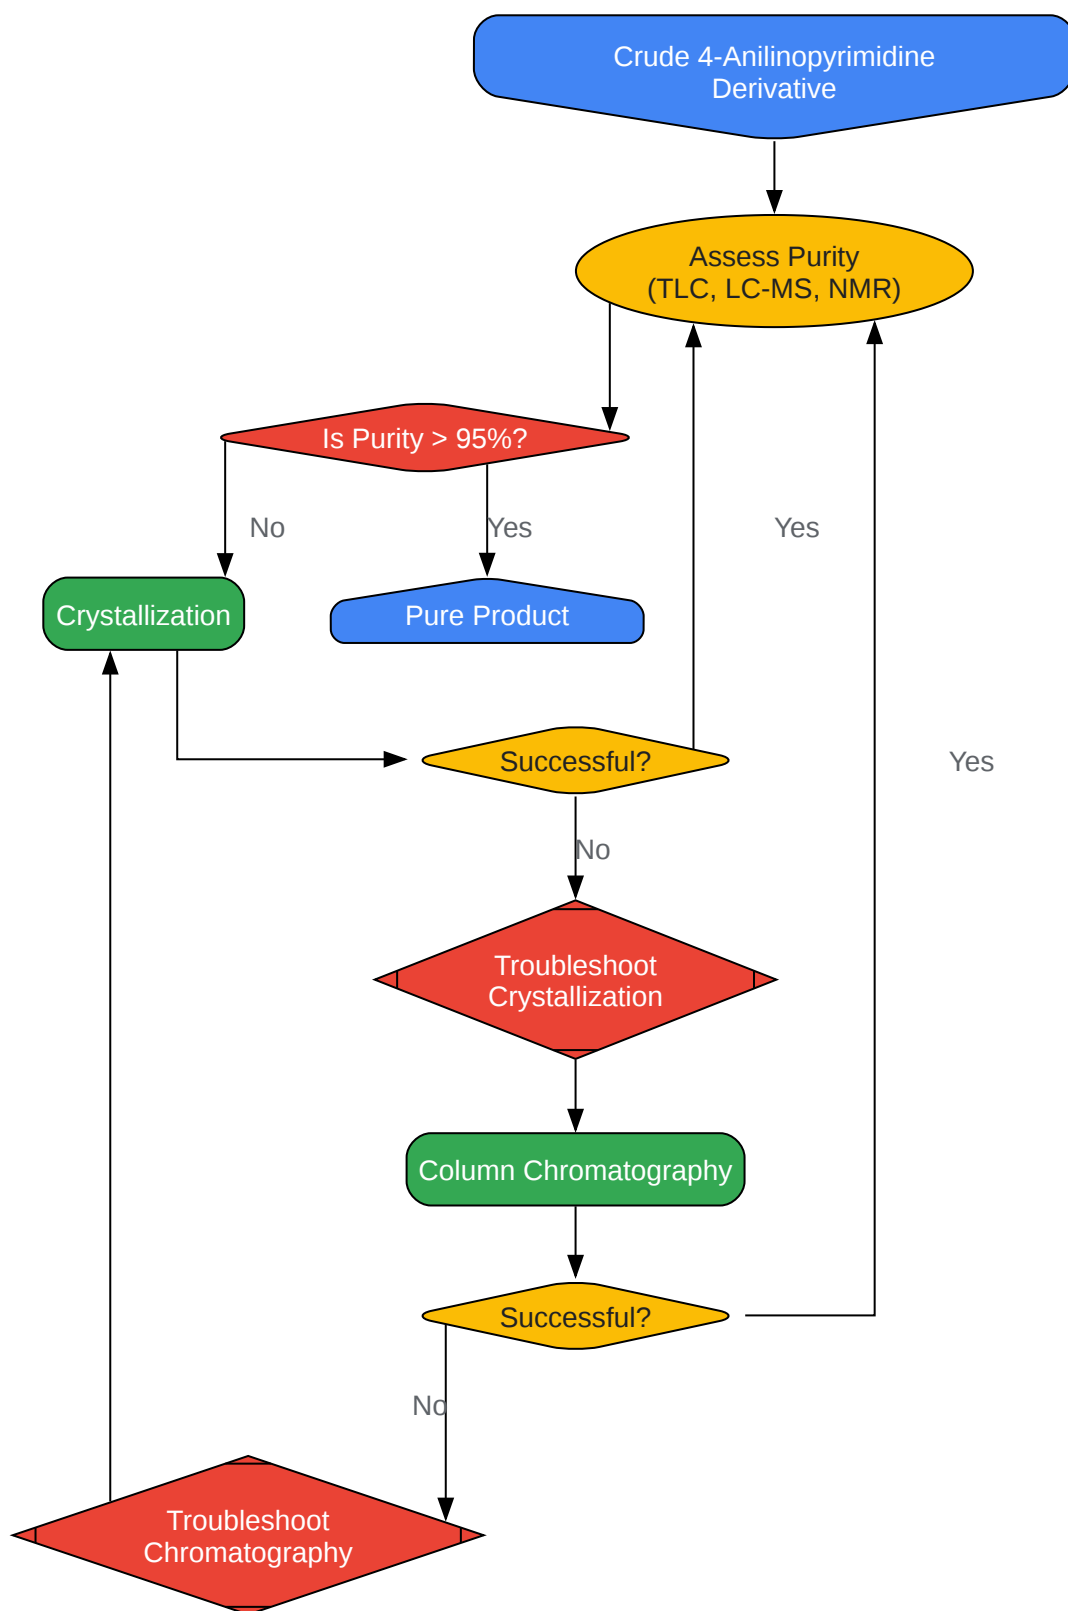 Crude 4-Anilinopyrimidine
Derivative
Assess Purity
(TLC, LC-MS, NMR)
Is Purity > 95%?
No
Yes
Yes
Crystallization
Pure Product
Successful?
Yes
No
Troubleshoot
Crystallization
Column Chromatography
Successful?
No
Troubleshoot
Chromatography